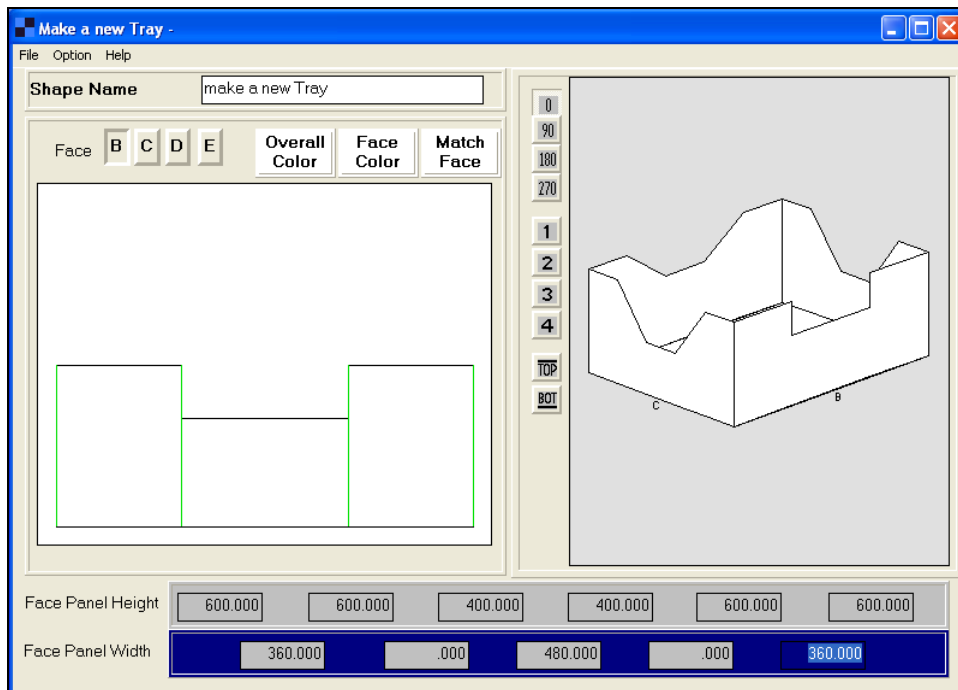 Make a new Tray -
File Option Help
Shape Name make a new Tray
Face B C D E Overall Color Face Color Match Face
0
90
180
270
1
2
3
4
TOP
BOT
C B
Face Panel Height 600.000 600.000 400.000 400.000 600.000 600.000
Face Panel Width 360.000 .000 480.000 .000 360.000